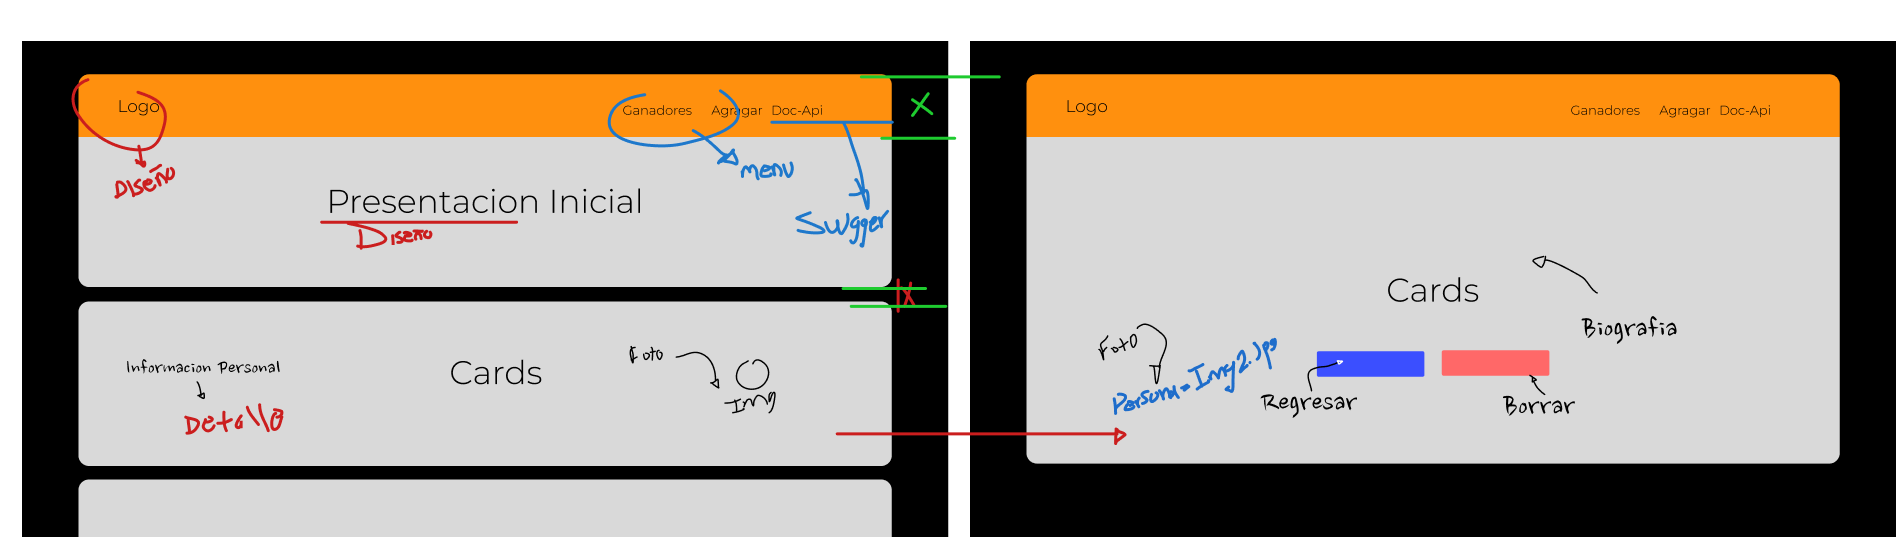 Logo
Ganadores Agragar Doc-Api
Diseño
menu
Presentacion Inicial
Diseño
Swgger
Informacion Personal
Detalle
Cards
Foto
Img
Logo
Ganadores Agragar Doc-Api
Cards
Biografia
Foto
Persona-Img2.Jpg
Regresar
Borrar